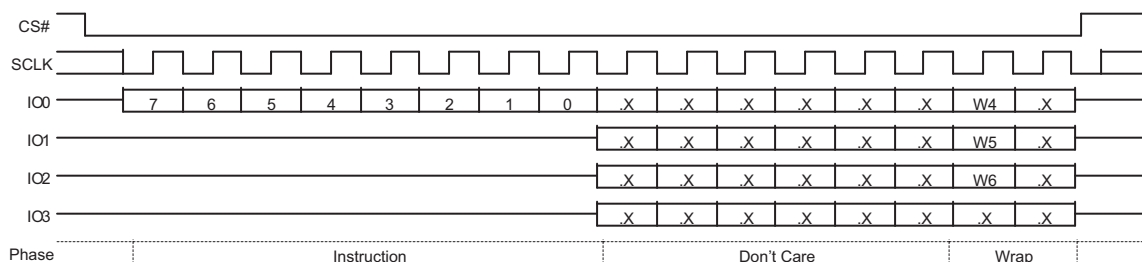 CS#
SCLK
IO0 7 6 5 4 3 2 1 0 .X .X .X .X .X .X W4 .X
IO1 .X .X .X .X .X .X W5 .X
IO2 .X .X .X .X .X .X W6 .X
IO3 .X .X .X .X .X .X .X .X
Phase Instruction Don't Care Wrap